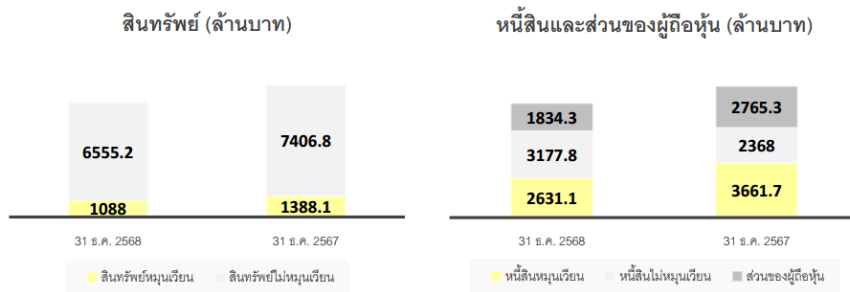 สินทรัพย์ (ล้านบาท)
6555.2
7406.8
1088
1388.1
31 ธ.ค. 2568
31 ธ.ค. 2567
สินทรัพย์หมุนเวียน
สินทรัพย์ไม่หมุนเวียน
หนี้สินและส่วนของผู้ถือหุ้น (ล้านบาท)
1834.3
2765.3
3177.8
2368
2631.1
3661.7
31 ธ.ค. 2568
31 ธ.ค. 2567
หนี้สินหมุนเวียน
หนี้สินไม่หมุนเวียน
ส่วนของผู้ถือหุ้น